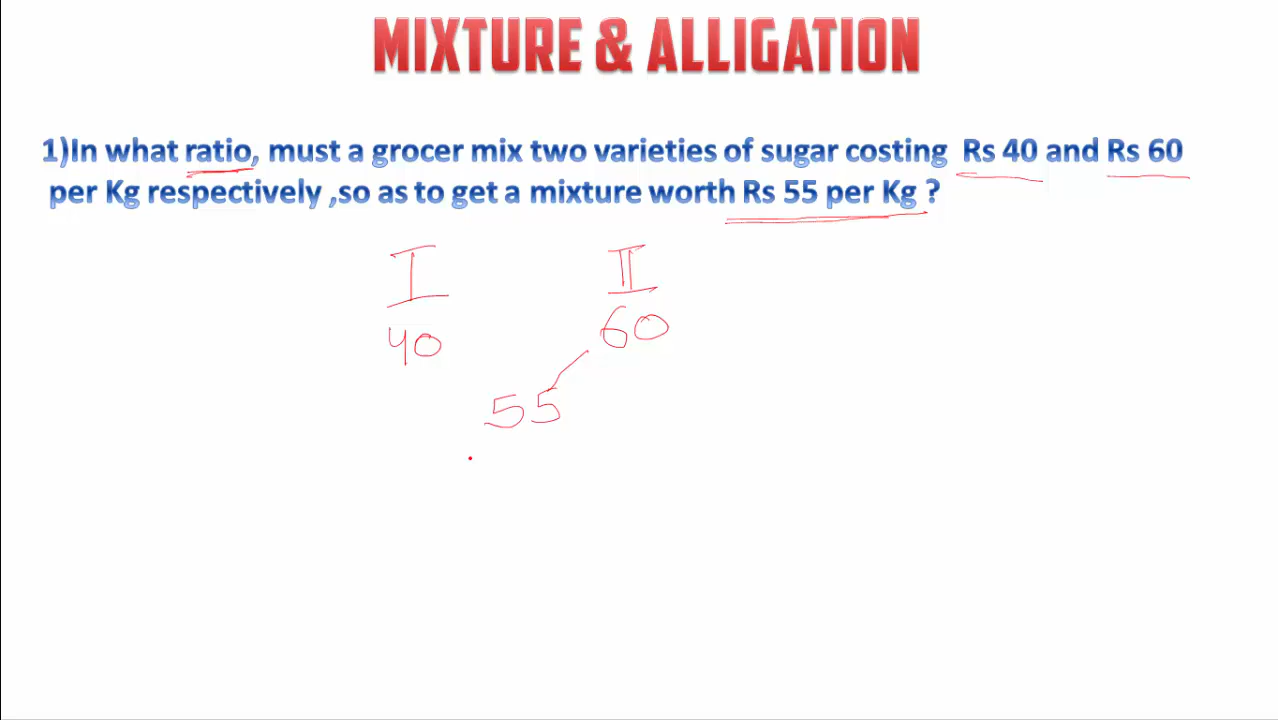 MIXTURE & ALLIGATION
1)In what ratio, must a grocer mix two varieties of sugar costing Rs 40 and Rs 60
per Kg respectively ,so as to get a mixture worth Rs 55 per Kg ?
I II
40 60
55